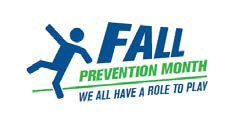 FALL
PREVENTION MONTH
WE ALL HAVE A ROLE TO PLAY